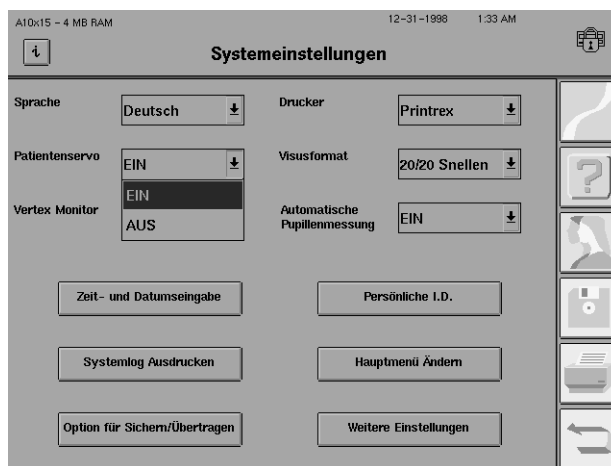 A10x15 - 4 MB RAM
12-31-1998 1:33 AM
i
Systemeinstellungen
Sprache
Deutsch
Drucker
Printrex
Patientenservo
EIN
Visusformat
20/20 Snellen
EIN
AUS
Vertex Monitor
Automatische
Pupillenmessung
EIN
Zeit- und Datumseingabe
Persönliche I.D.
Systemlog Ausdrucken
Hauptmenü Ändern
Option für Sichern/Übertragen
Weitere Einstellungen
?